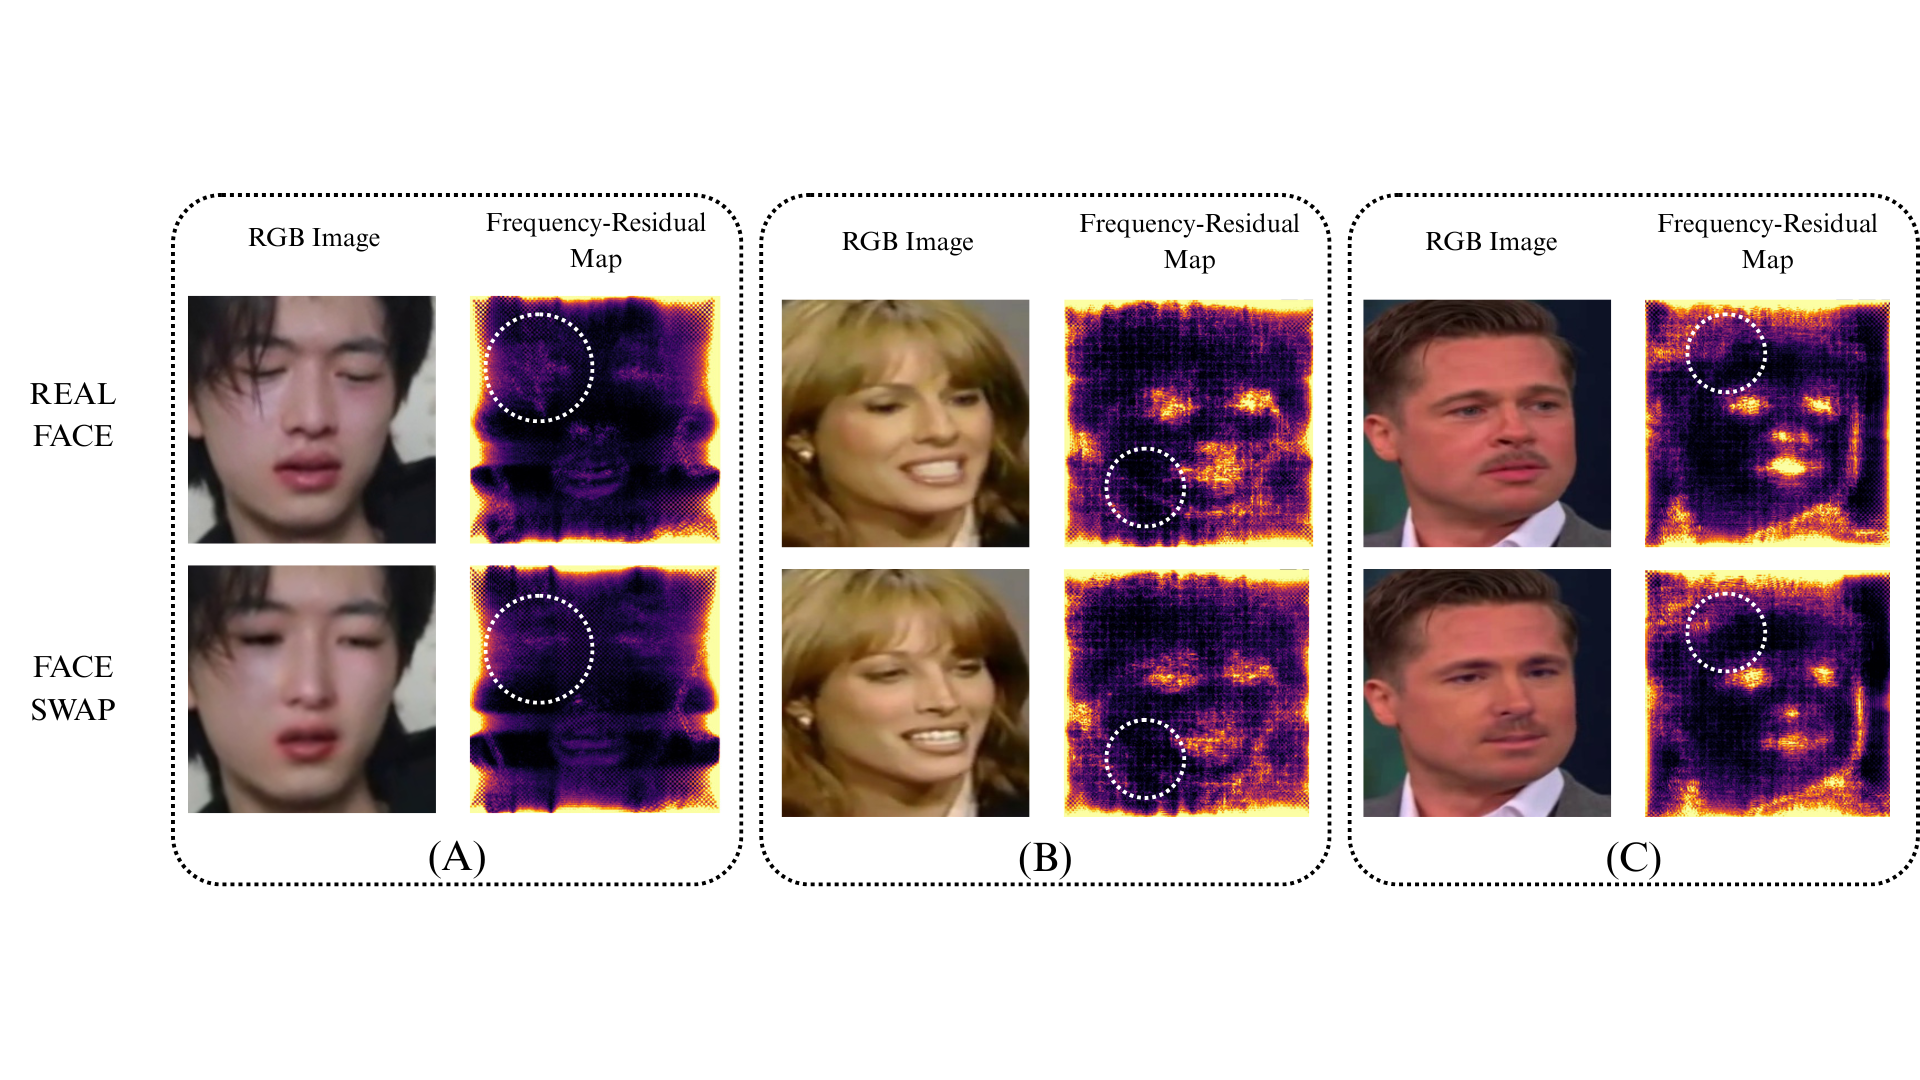 RGB Image
Frequency-Residual
Map
RGB Image
Frequency-Residual
Map
RGB Image
Frequency-Residual
Map
REAL
FACE
FACE
SWAP
(A)
(B)
(C)